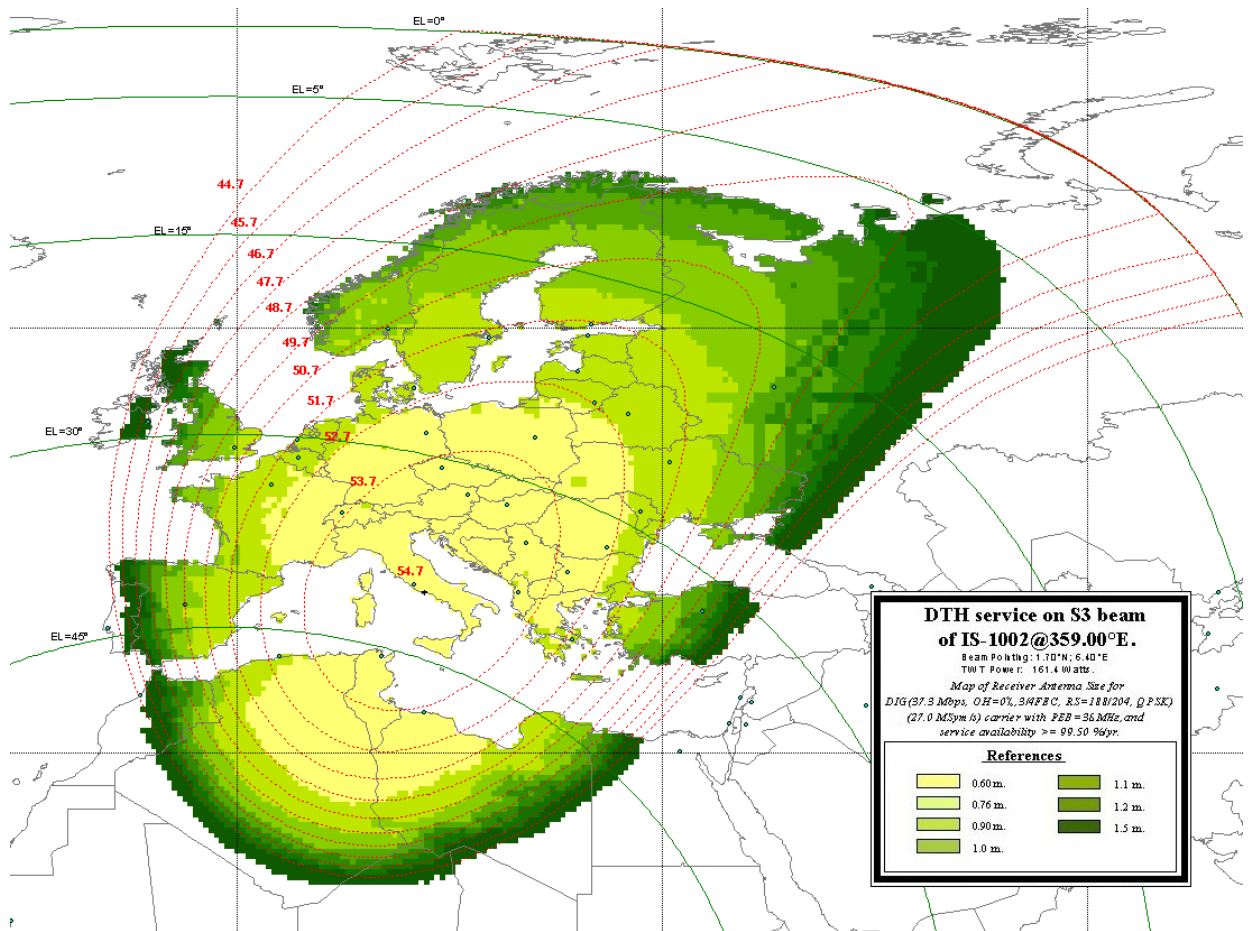 EL=0°
EL=5°
44.7
45.7
EL=15°
46.7
47.7
48.7
49.7
50.7
51.7
EL=30°
52.7
53.7
54.7
EL=45°
DTH service on S3 beam
of IS-1002@359.00°E.
Beam Pointing: 1.70°N; 6.40°E
TWT Power: 161.4 Watts.
Map of Receiver Antenna Size for
DIG(37.3 Mbps, OH=0%, 3/4FEC, RS=188/204, QPSK)
(27.0 MSym/s) carrier with PEB=36 MHz, and
service availability >= 99.50 %/yr.
References
0.60 m.
0.76 m.
0.90 m.
1.0 m.
1.1 m.
1.2 m.
1.5 m.